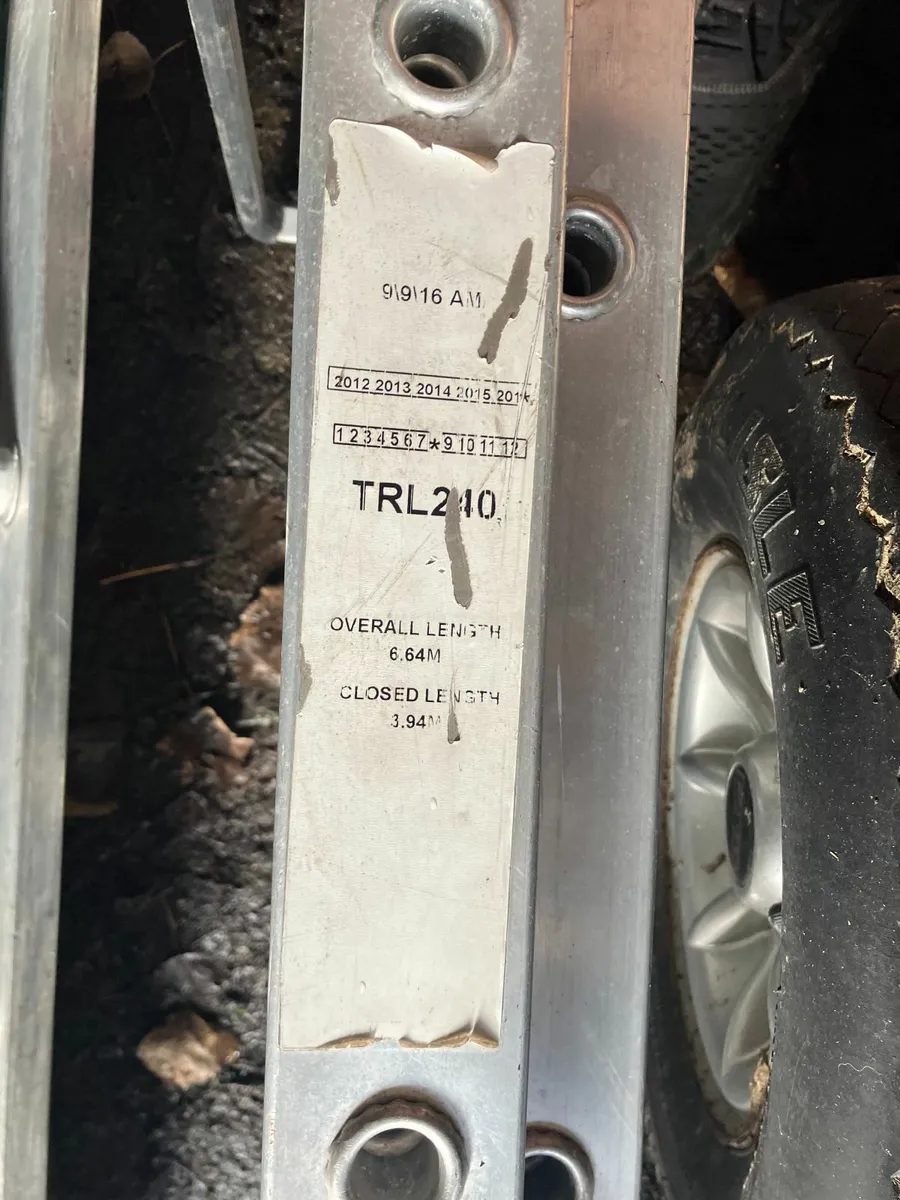 9\9\16 AM
2012 2013 2014 2015 201*
1 2 3 4 5 6 7 * 9 10 11 12
TRL240
OVERALL LENGTH
6.64M
CLOSED LENGTH
3.94M